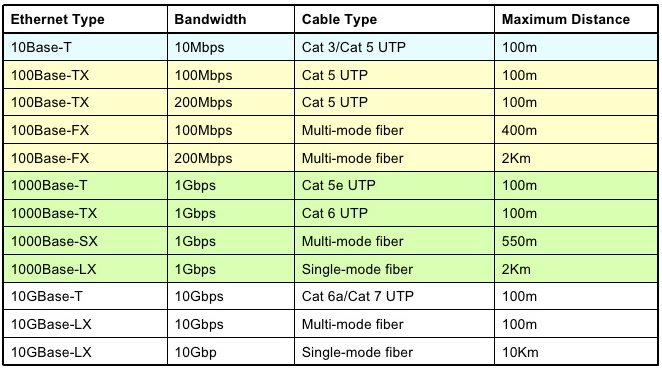 Ethernet Type Bandwidth Cable Type Maximum Distance
10Base-T 10Mbps Cat 3/Cat 5 UTP 100m
100Base-TX 100Mbps Cat 5 UTP 100m
100Base-TX 200Mbps Cat 5 UTP 100m
100Base-FX 100Mbps Multi-mode fiber 400m
100Base-FX 200Mbps Multi-mode fiber 2Km
1000Base-T 1Gbps Cat 5e UTP 100m
1000Base-TX 1Gbps Cat 6 UTP 100m
1000Base-SX 1Gbps Multi-mode fiber 550m
1000Base-LX 1Gbps Single-mode fiber 2Km
10GBase-T 10Gbps Cat 6a/Cat 7 UTP 100m
10GBase-LX 10Gbps Multi-mode fiber 100m
10GBase-LX 10Gbp Single-mode fiber 10Km